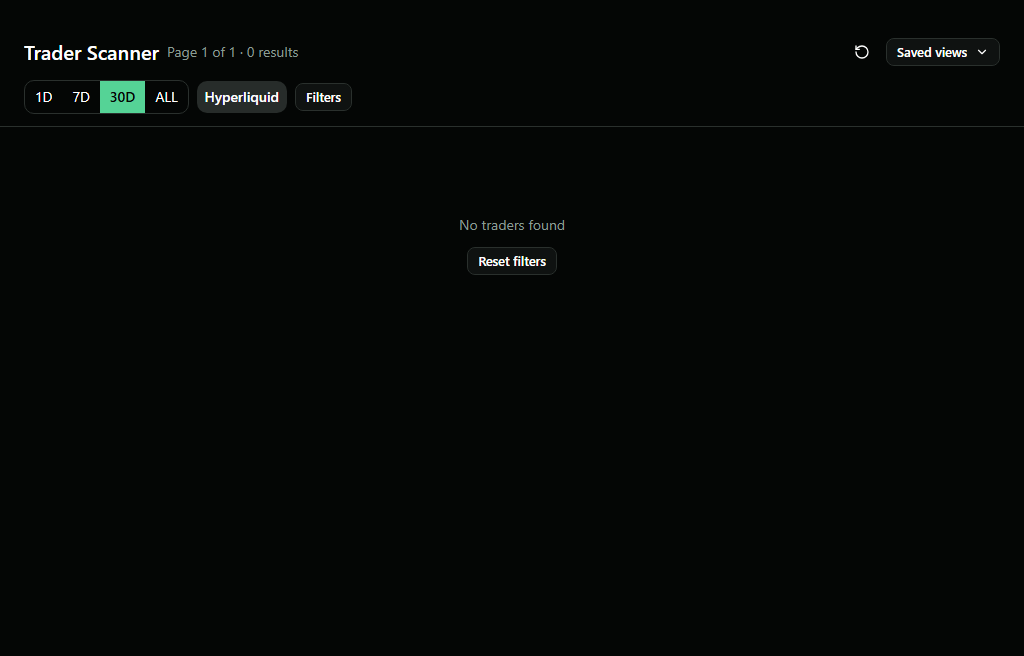 Trader Scanner Page 1 of 1 · 0 results
Saved views
1D 7D 30D ALL Hyperliquid Filters
No traders found
Reset filters